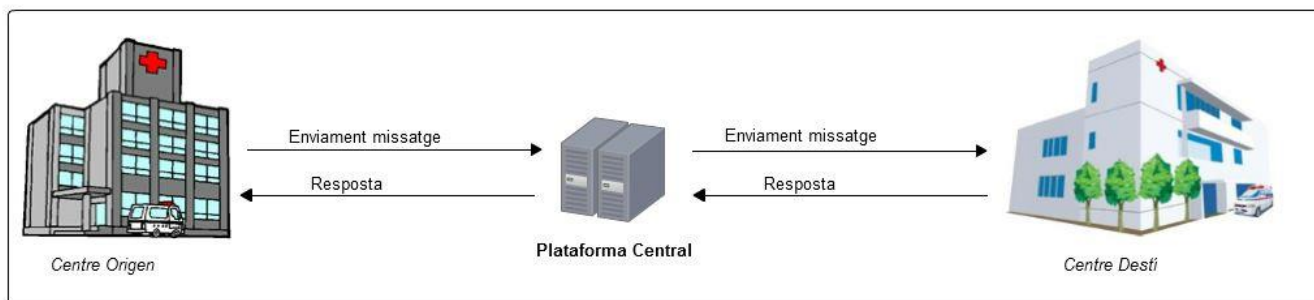 Enviament missatge
Enviament missatge
Resposta
Resposta
Plataforma Central
Centre Origen
Centre Destí